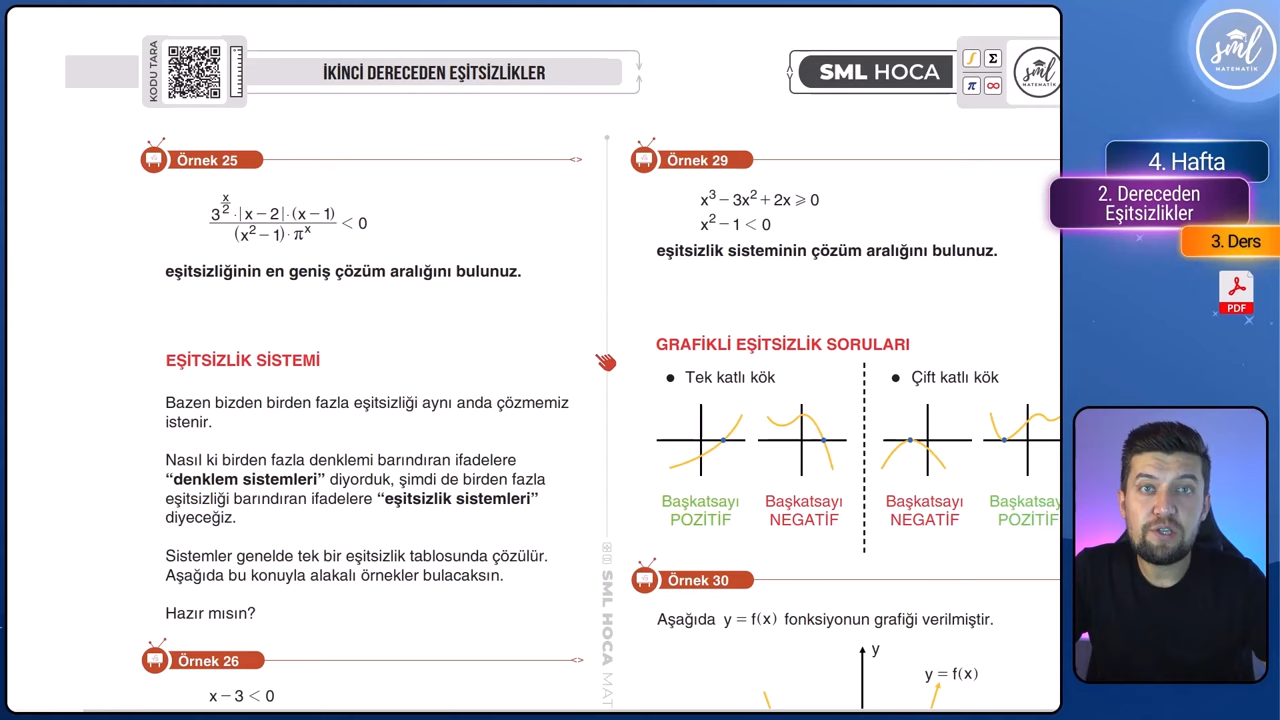 KODU TARA
İKİNCİ DERECEDEN EŞİTSİZLİKLER
SML HOCA
∫ Σ
π ∞
sml
MATEMATİK
Örnek 25
3^(x/2) · |x − 2| · (x − 1) / (x² − 1) · π^x < 0
eşitsizliğinin en geniş çözüm aralığını bulunuz.
EŞİTSİZLİK SİSTEMİ
Bazen bizden birden fazla eşitsizliği aynı anda çözmemiz
istenir.
Nasıl ki birden fazla denklemi barındıran ifadelere
“denklem sistemleri” diyorduk, şimdi de birden fazla
eşitsizliği barındıran ifadelere “eşitsizlik sistemleri”
diyeceğiz.
Sistemler genelde tek bir eşitsizlik tablosunda çözülür.
Aşağıda bu konuyla alakalı örnekler bulacaksın.
Hazır mısın?
Örnek 26
x − 3 < 0
SML HOCA MAT
Örnek 29
x³ − 3x² + 2x ⩾ 0
x² − 1 < 0
eşitsizlik sisteminin çözüm aralığını bulunuz.
GRAFİKLİ EŞİTSİZLİK SORULARI
● Tek katlı kök
● Çift katlı kök
Başkatsayı Başkatsayı Başkatsayı Başkatsayı
POZİTİF NEGATİF NEGATİF POZİTİF
Örnek 30
Aşağıda y = f(x) fonksiyonun grafiği verilmiştir.
y
y = f(x)
sml
MATEMATİK
4. Hafta
2. Dereceden
Eşitsizlikler
3. Ders
PDF